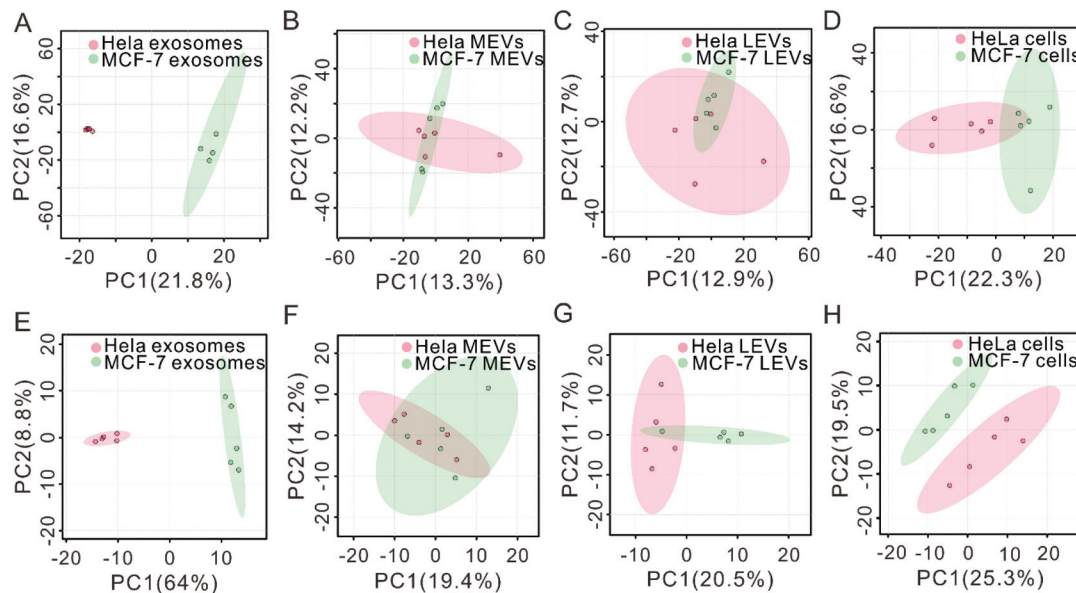 A
Hela exosomes
MCF-7 exosomes
60
20
-20
-60
PC2(16.6%)
-20
0
20
PC1(21.8%)
B
Hela MEVs
MCF-7 MEVs
40
0
-40
PC2(12.2%)
-60
-20
20
60
PC1(13.3%)
C
Hela LEVs
MCF-7 LEVs
40
0
-40
PC2(12.7%)
-60
-20
20
60
PC1(12.9%)
D
HeLa cells
MCF-7 cells
40
0
40
PC2(16.6%)
-40
-20
0
20
PC1(22.3%)
E
Hela exosomes
MCF-7 exosomes
20
10
0
-10
-20
PC2(8.8%)
-20
-10
0
10
20
PC1(64%)
F
Hela MEVs
MCF-7 MEVs
20
10
0
-10
-20
PC2(14.2%)
-20
-10
0
10
20
PC1(19.4%)
G
Hela LEVs
MCF-7 LEVs
20
10
0
-10
-20
PC2(11.7%)
-20
-10
0
10
20
PC1(20.5%)
H
HeLa cells
MCF-7 cells
20
10
0
-10
-20
PC2(19.5%)
-20
-10
0
10
20
PC1(25.3%)